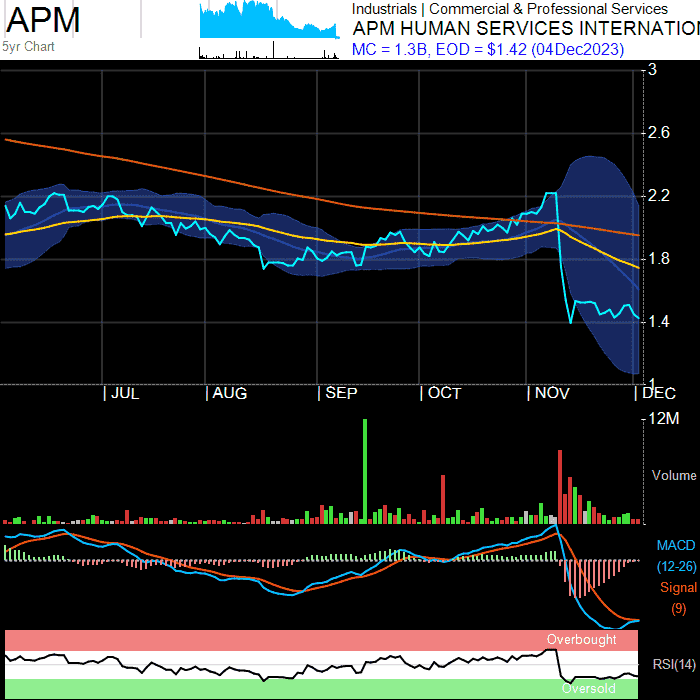 APM
5yr Chart
Industrials | Commercial & Professional Services
APM HUMAN SERVICES INTERNATIO
MC = 1.3B, EOD = $1.42 (04Dec2023)
3
2.6
2.2
1.8
1.4
1
JUL
AUG
SEP
OCT
NOV
DEC
12M
Volume
MACD
(12-26)
Signal
(9)
Overbought
RSI(14)
Oversold